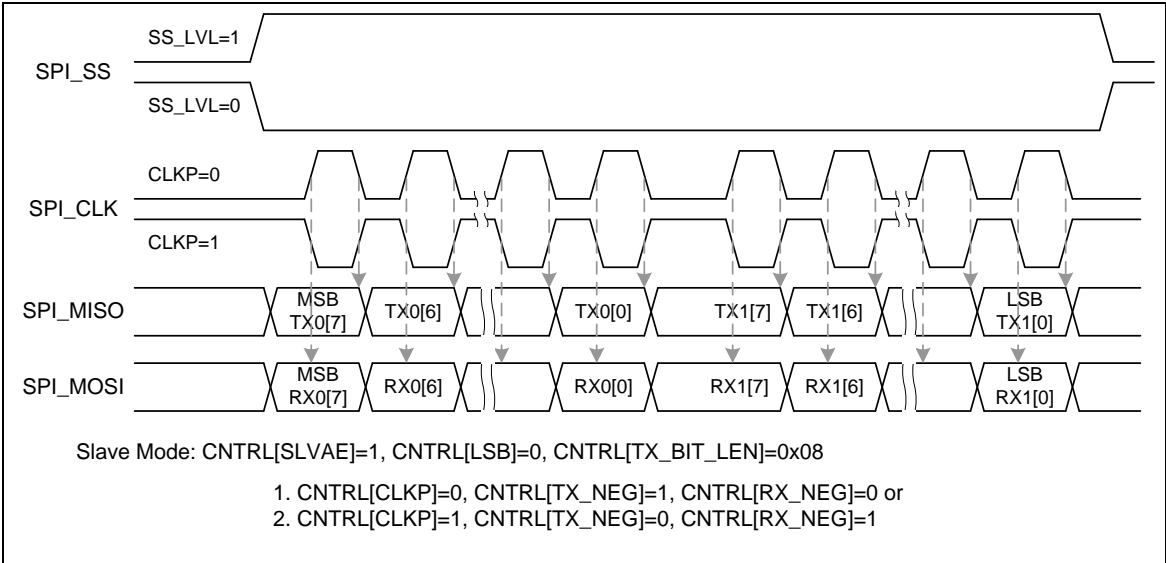 SS_LVL=1
SPI_SS
SS_LVL=0
CLKP=0
SPI_CLK
CLKP=1
SPI_MISO
MSB
TX0[7]
TX0[6]
TX0[0]
TX1[7]
TX1[6]
LSB
TX1[0]
SPI_MOSI
MSB
RX0[7]
RX0[6]
RX0[0]
RX1[7]
RX1[6]
LSB
RX1[0]
Slave Mode: CNTRL[SLVAE]=1, CNTRL[LSB]=0, CNTRL[TX_BIT_LEN]=0x08
1. CNTRL[CLKP]=0, CNTRL[TX_NEG]=1, CNTRL[RX_NEG]=0 or
2. CNTRL[CLKP]=1, CNTRL[TX_NEG]=0, CNTRL[RX_NEG]=1